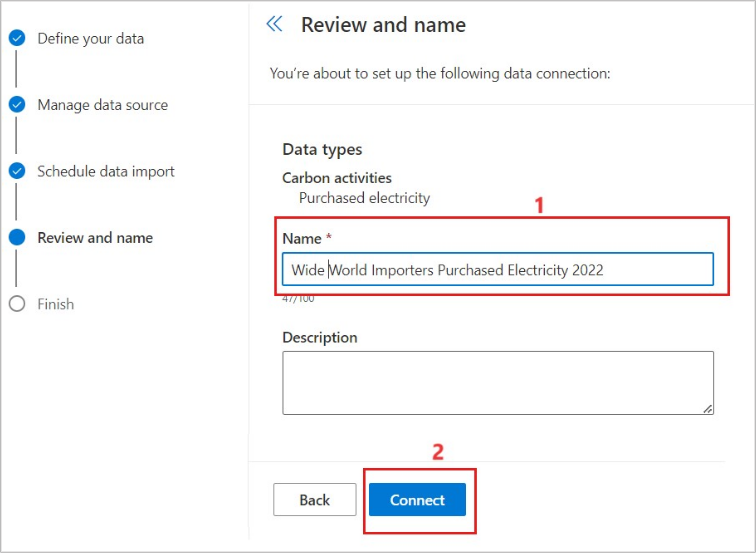 Define your data
Manage data source
Schedule data import
Review and name
Finish
Review and name
You’re about to set up the following data connection:
Data types
Carbon activities
Purchased electricity
1
Name *
Wide World Importers Purchased Electricity 2022
47/100
Description
2
Back
Connect